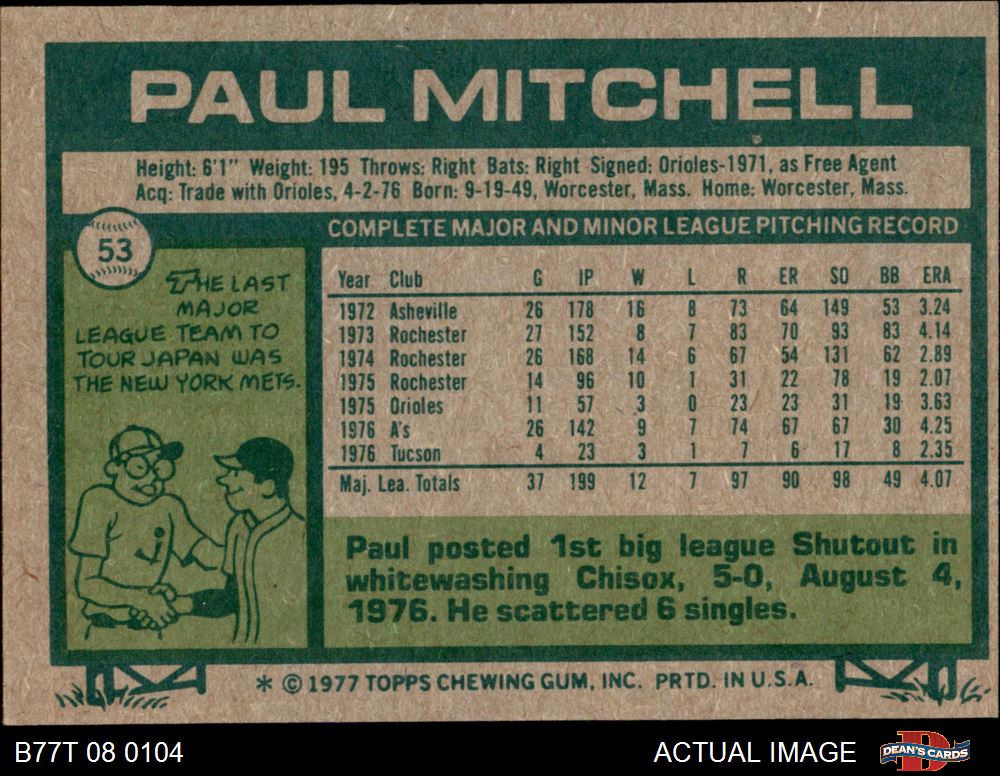 PAUL MITCHELL
Height: 6'1" Weight: 195 Throws: Right Bats: Right Signed: Orioles-1971, as Free Agent
Acq: Trade with Orioles, 4-2-76 Born: 9-19-49, Worcester, Mass. Home: Worcester, Mass.
53
THE LAST
MAJOR
LEAGUE TEAM TO
TOUR JAPAN WAS
THE NEW YORK METS.
J
COMPLETE MAJOR AND MINOR LEAGUE PITCHING RECORD
Year Club G IP W L R ER SO BB ERA
1972 Asheville 26 178 16 8 73 64 149 53 3.24
1973 Rochester 27 152 8 7 83 70 93 83 4.14
1974 Rochester 26 168 14 6 67 54 131 62 2.89
1975 Rochester 14 96 10 1 31 22 78 19 2.07
1975 Orioles 11 57 3 0 23 23 31 19 3.63
1976 A's 26 142 9 7 74 67 67 30 4.25
1976 Tucson 4 23 3 1 7 6 17 8 2.35
Maj. Lea. Totals 37 199 12 7 97 90 98 49 4.07
Paul posted 1st big league Shutout in
whitewashing Chisox, 5-0, August 4,
1976. He scattered 6 singles.
* © 1977 TOPPS CHEWING GUM, INC. PRTD. IN U.S.A.
B77T 08 0104
ACTUAL IMAGE
D
DEAN'S CARDS